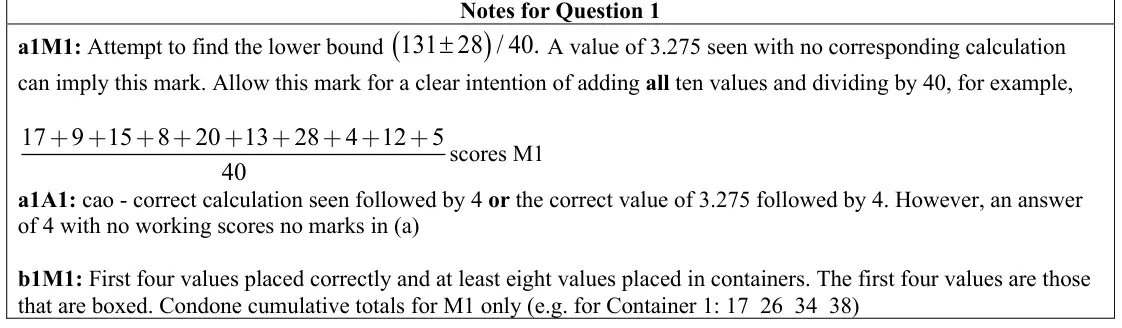 Notes for Question 1
a1M1: Attempt to find the lower bound (131±28)/40. A value of 3.275 seen with no corresponding calculation
can imply this mark. Allow this mark for a clear intention of adding all ten values and dividing by 40, for example,
17+9+15+8+20+13+28+4+12+5
40
scores M1
a1A1: cao - correct calculation seen followed by 4 or the correct value of 3.275 followed by 4. However, an answer
of 4 with no working scores no marks in (a)
b1M1: First four values placed correctly and at least eight values placed in containers. The first four values are those
that are boxed. Condone cumulative totals for M1 only (e.g. for Container 1: 17 26 34 38)